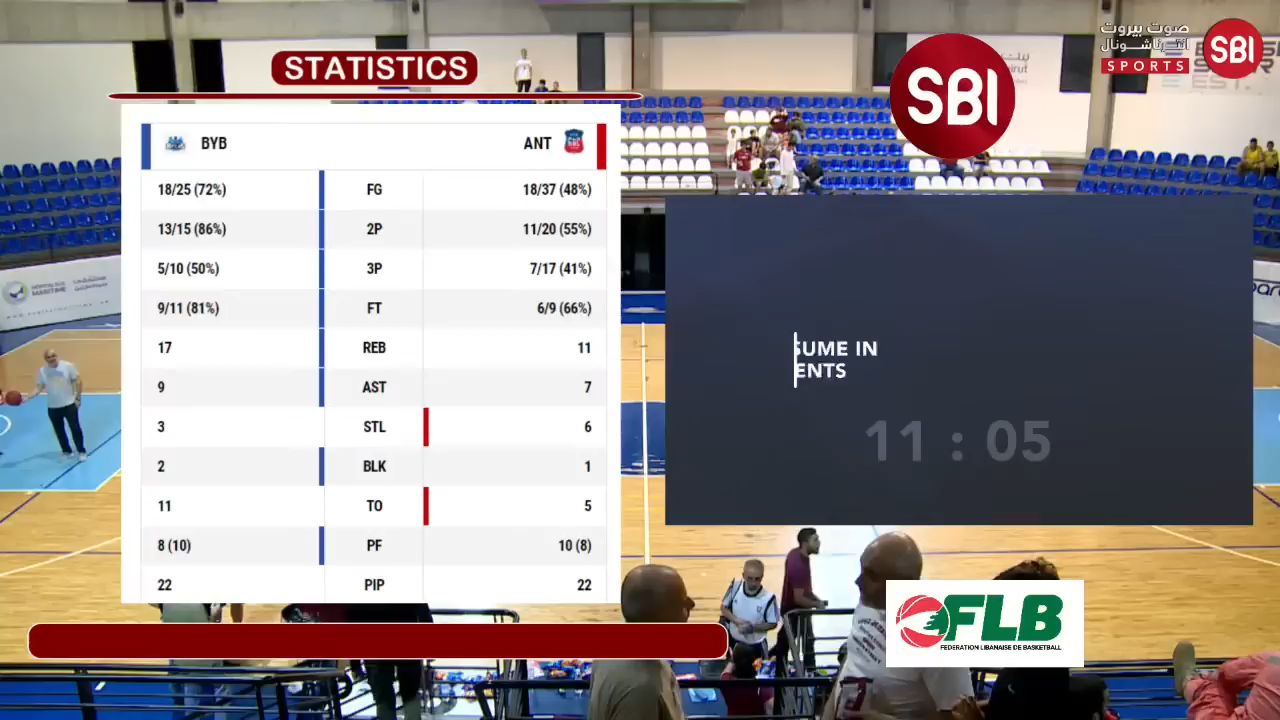 صوت بيروت
انترناشونال
SPORTS
SBI
STATISTICS
SBI
BYB ANT
18/25 (72%) FG 18/37 (48%)
13/15 (86%) 2P 11/20 (55%)
5/10 (50%) 3P 7/17 (41%)
9/11 (81%) FT 6/9 (66%)
17 REB 11
9 AST 7
3 STL 6
2 BLK 1
11 TO 5
8 (10) PF 10 (8)
22 PIP 22
SUME IN
ENTS
11 : 05
FLB
FEDERATION LIBANAISE DE BASKETBALL